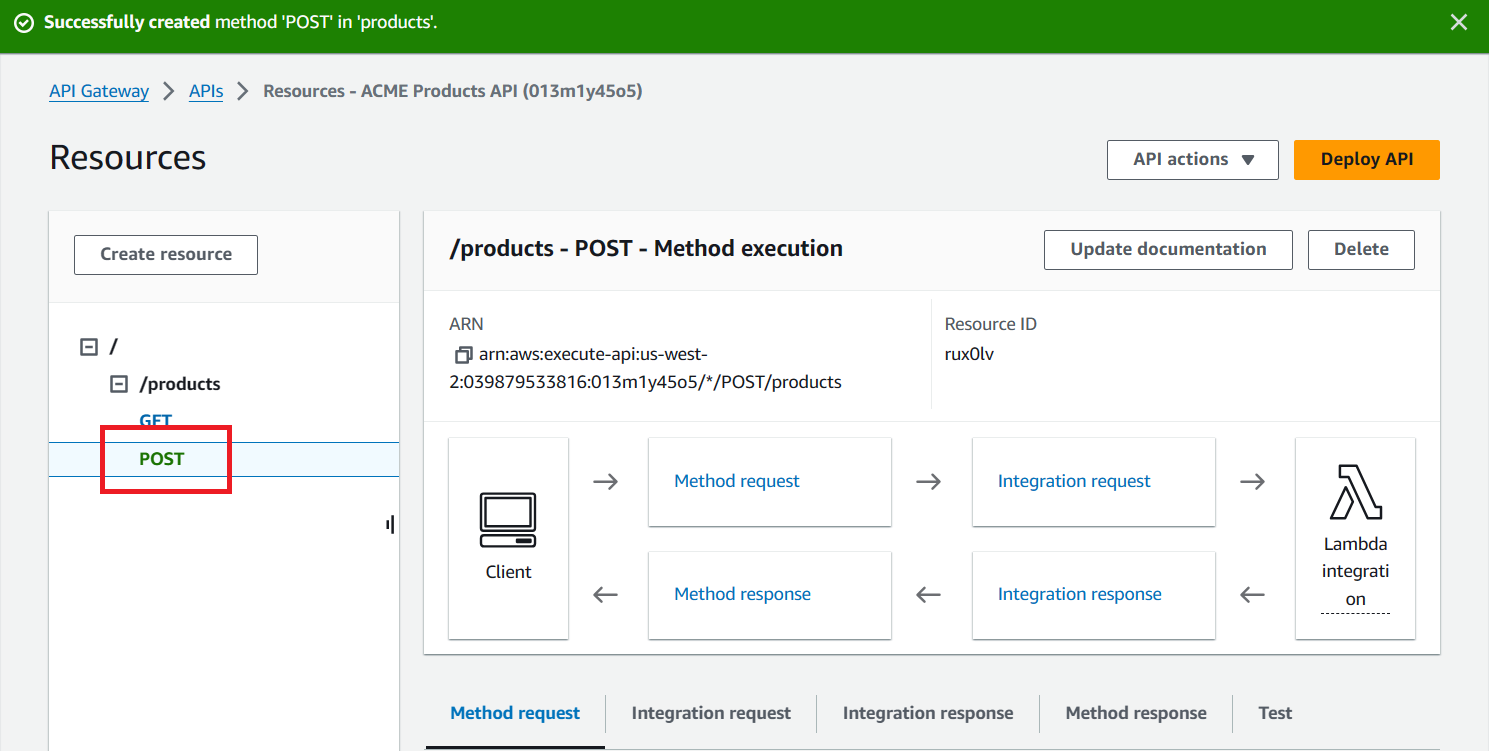 Successfully created method 'POST' in 'products'.
API Gateway
APIs
Resources - ACME Products API (013m1y45o5)
Resources
API actions
Deploy API
Create resource
/
/products
GET
POST
/products - POST - Method execution
Update documentation
Delete
ARN
arn:aws:execute-api:us-west-
2:039879533816:013m1y45o5/*/POST/products
Resource ID
rux0lv
Client
Method request
Integration request
Method response
Integration response
Lambda
integrati
on
Method request
Integration request
Integration response
Method response
Test